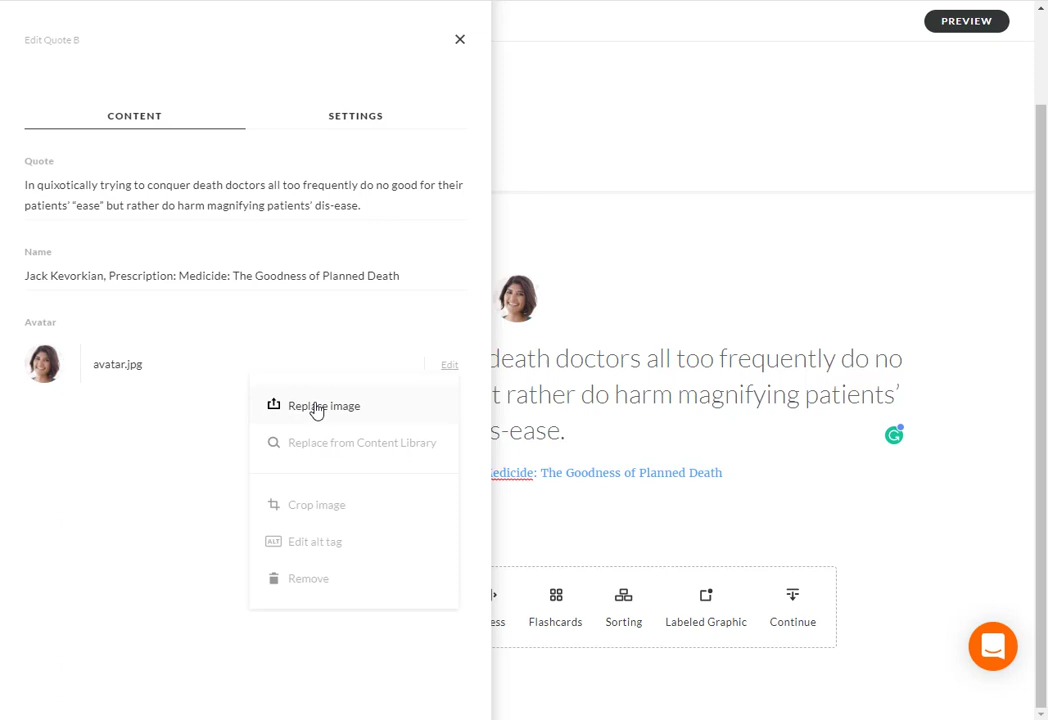 Edit Quote B
PREVIEW
CONTENT
SETTINGS
Quote
In quixotically trying to conquer death doctors all too frequently do no good for their
patients’ “ease” but rather do harm magnifying patients’ dis-ease.
Name
Jack Kevorkian, Prescription: Medicide: The Goodness of Planned Death
Avatar
avatar.jpg
Edit
Replace image
Replace from Content Library
Crop Image
ALT Edit alt tag
Remove
death doctors all too frequently do no
t rather do harm magnifying patients’
s-ease.
Medicide: The Goodness of Planned Death
ess
Flashcards
Sorting
Labeled Graphic
Continue